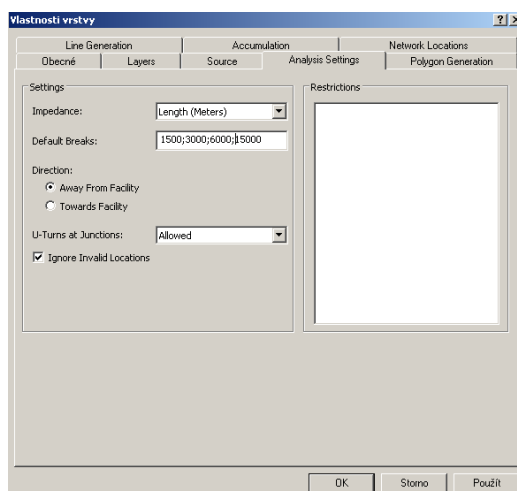 Vlastnosti vrstvy
Line Generation Accumulation Network Locations
Obecné Layers Source Analysis Settings Polygon Generation
Settings
Impedance: Length (Meters)
Default Breaks: 1500;3000;6000;15000
Direction:
Away From Facility
Towards Facility
U-Turns at Junctions: Allowed
Ignore Invalid Locations
Restrictions
OK Storno Použít